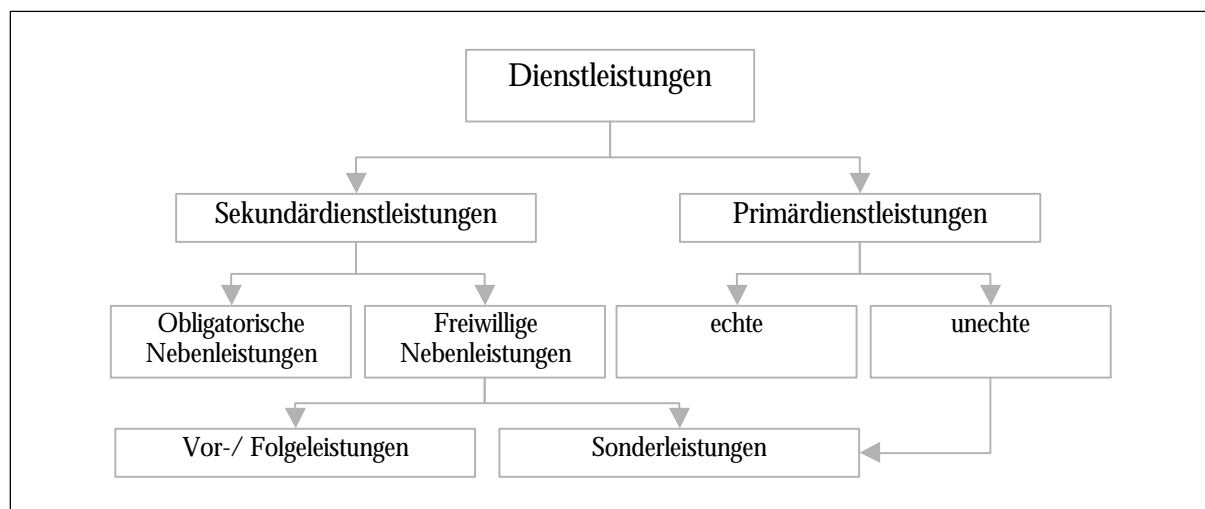 Dienstleistungen
Sekundärdienstleistungen
Primärdienstleistungen
Obligatorische
Nebenleistungen
Freiwillige
Nebenleistungen
echte
unechte
Vor-/ Folgeleistungen
Sonderleistungen